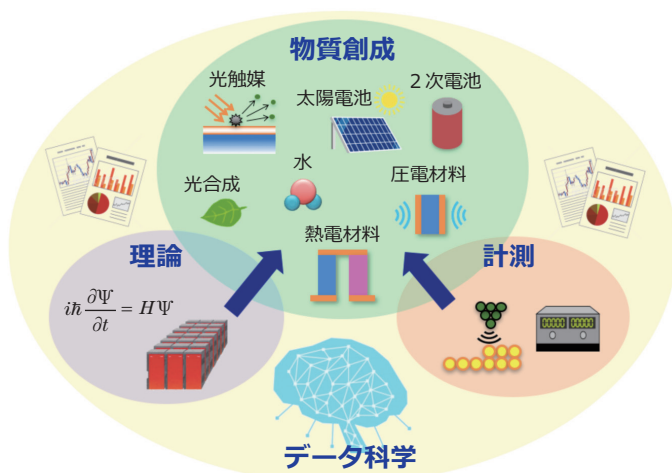 物質創成
光触媒
太陽電池
2次電池
光合成
水
圧電材料
熱電材料
理論
計測
iħ ∂Ψ/∂t = HΨ
データ科学